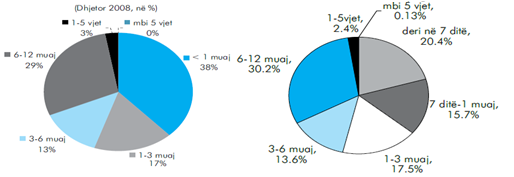 (Dhjetor 2008, në %)
1-5 vjet
3%
mbi 5 vjet
0%
6-12 muaj
29%
< 1 muaj
38%
3-6 muaj
13%
1-3 muaj
17%
mbi 5 vjet,
0.13%
1-5vjet,
2.4%
deri në 7 ditë,
20.4%
6-12 muaj,
30.2%
7 ditë-1 muaj,
15.7%
3-6 muaj,
13.6%
1-3 muaj,
17.5%